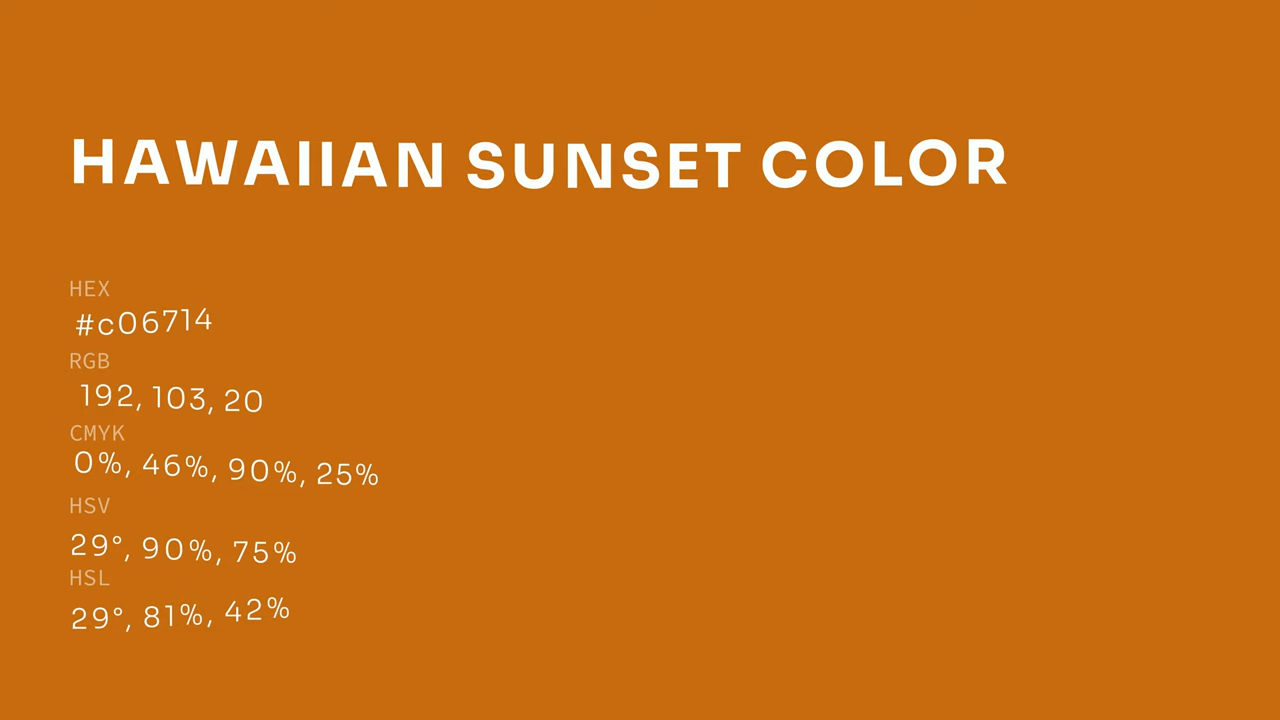 HAWAIIAN SUNSET COLOR
HEX
#c06714
RGB
192, 103, 20
CMYK
0%, 46%, 90%, 25%
HSV
29°, 90%, 75%
HSL
29°, 81%, 42%